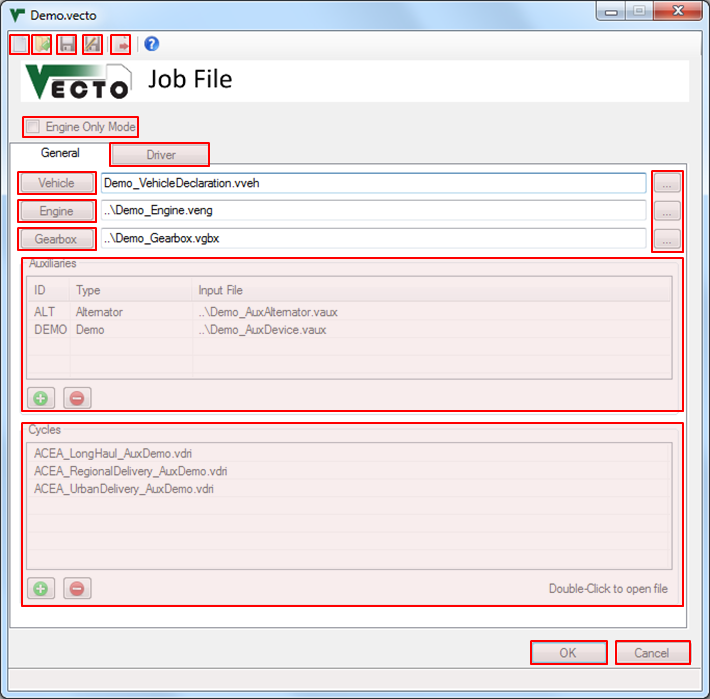 Demo.vecto
VECTO Job File
Engine Only Mode
General Driver
Vehicle Demo_VehicleDeclaration.vveh ...
Engine ..\Demo_Engine.veng ...
Gearbox ..\Demo_Gearbox.vgbx ...
Auxiliaries
ID Type Input File
ALT Alternator ..\Demo_AuxAlternator.vaux
DEMO Demo ..\Demo_AuxDevice.vaux
Cycles
ACEA_LongHaul_AuxDemo.vdri
ACEA_RegionalDelivery_AuxDemo.vdri
ACEA_UrbanDelivery_AuxDemo.vdri
Double-Click to open file
OK Cancel